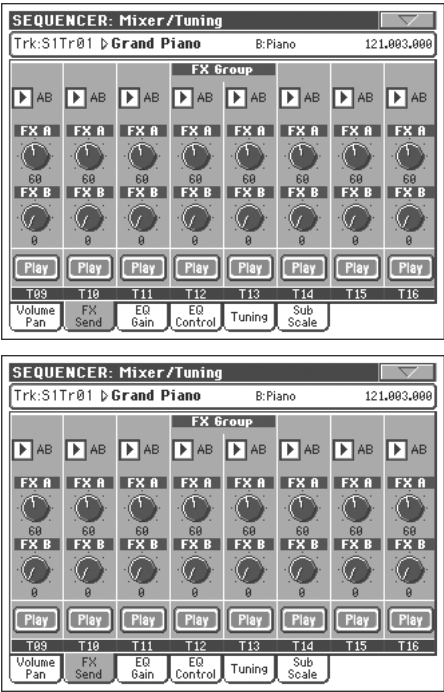 SEQUENCER: Mixer/Tuning
Trk:S1Tr01 Grand Piano B:Piano 121.003.000
FX Group
AB AB AB AB AB AB AB AB
FX A FX A FX A FX A FX A FX A FX A FX A
60 60 60 60 60 60 60 60
FX B FX B FX B FX B FX B FX B FX B FX B
0 0 0 0 0 0 0 0
Play Play Play Play Play Play Play Play
T09 T10 T11 T12 T13 T14 T15 T16
Volume Pan FX Send EQ Gain EQ Control Tuning Sub Scale
SEQUENCER: Mixer/Tuning
Trk:S1Tr01 Grand Piano B:Piano 121.003.000
FX Group
AB AB AB AB AB AB AB AB
FX A FX A FX A FX A FX A FX A FX A FX A
60 60 60 60 60 60 60 60
FX B FX B FX B FX B FX B FX B FX B FX B
0 0 0 0 0 0 0 0
Play Play Play Play Play Play Play Play
T09 T10 T11 T12 T13 T14 T15 T16
Volume Pan FX Send EQ Gain EQ Control Tuning Sub Scale